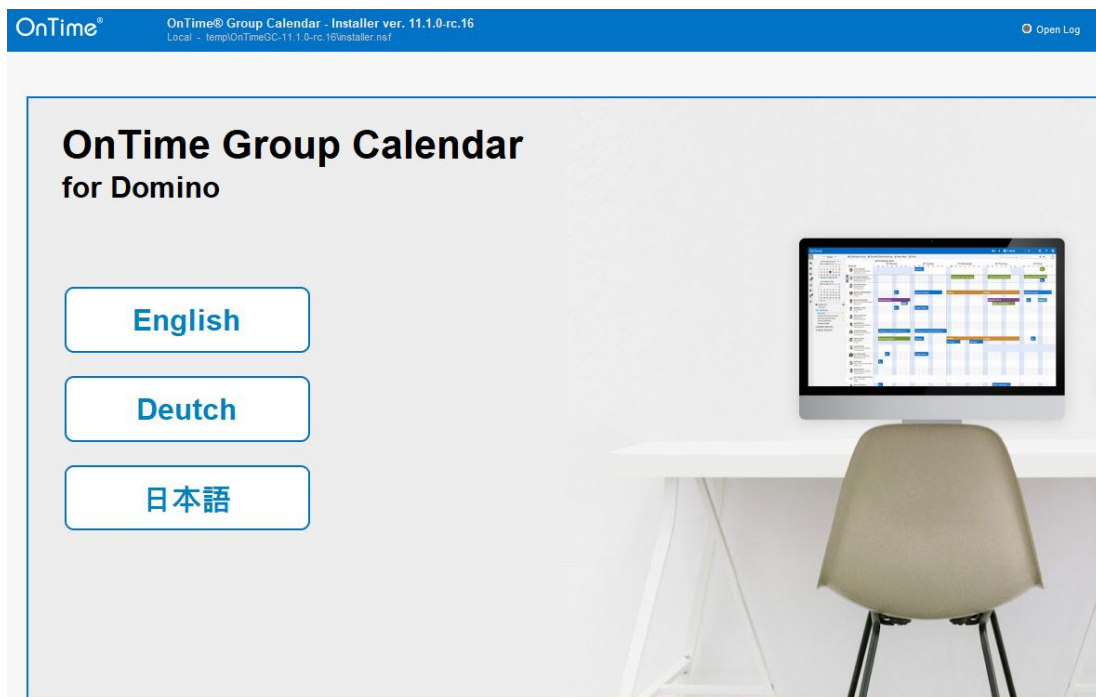 OnTime®
OnTime® Group Calendar - Installer ver. 11.1.0-rc.16
Local - temp\OnTimeGC-11.1.0-rc.16\installer.nsf
Open Log
OnTime Group Calendar
for Domino
English
Deutch
日本語